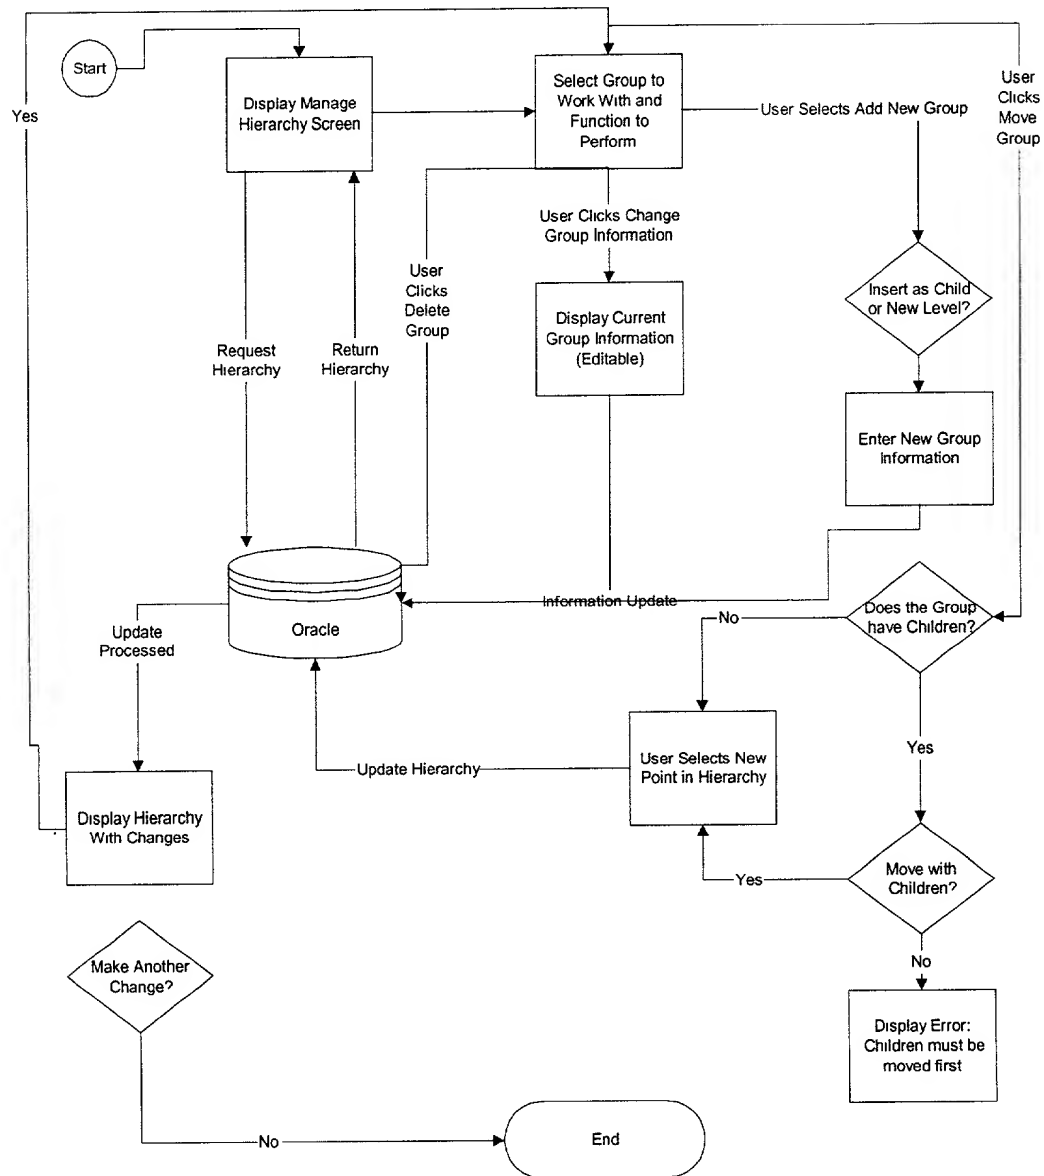 Start
Yes
Display Manage
Hierarchy Screen
Select Group to
Work With and
Function to
Perform
User Selects Add New Group
User
Clicks
Move
Group
User Clicks Change
Group Information
User
Clicks
Delete
Group
Insert as Child
or New Level?
Display Current
Group Information
(Editable)
Request
Hierarchy
Return
Hierarchy
Enter New Group
Information
Information Update
Does the Group
have Children?
No
Oracle
Update
Processed
Yes
Update Hierarchy
User Selects New
Point in Hierarchy
Display Hierarchy
With Changes
Yes
Move with
Children?
No
Make Another
Change?
Display Error:
Children must be
moved first
No
End